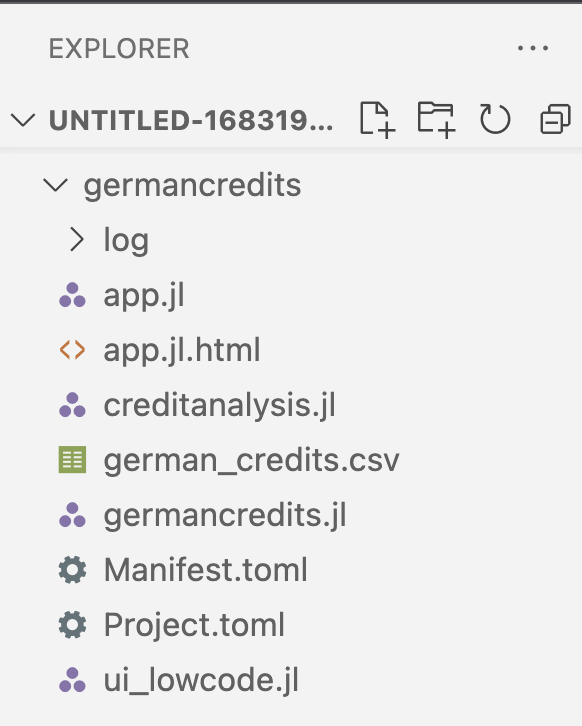 EXPLORER
UNTITLED-168319...
germancredits
log
app.jl
app.jl.html
creditanalysis.jl
german_credits.csv
germancredits.jl
Manifest.toml
Project.toml
ui_lowcode.jl